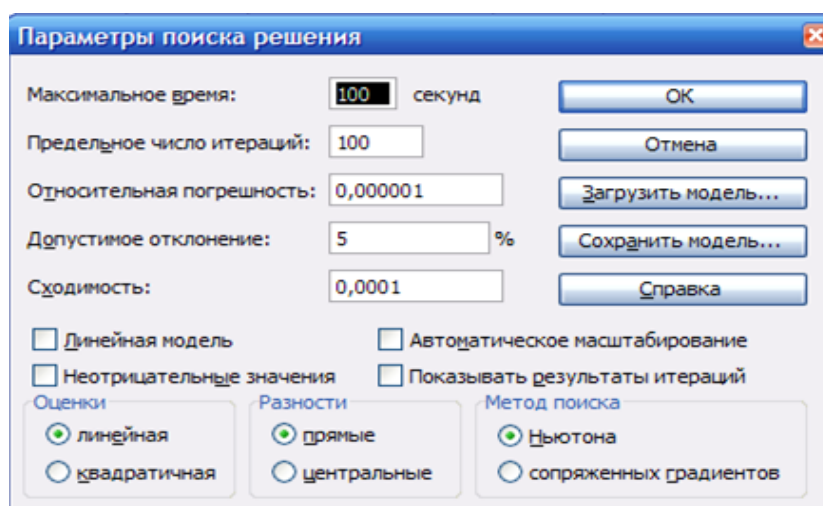 Параметры поиска решения
Максимальное время: 100 секунд OK
Предельное число итераций: 100 Отмена
Относительная погрешность: 0,000001 Загрузить модель...
Допустимое отклонение: 5 % Сохранить модель...
Сходимость: 0,0001 Справка
Линейная модель Автоматическое масштабирование
Неотрицательные значения Показывать результаты итераций
Оценки Разности Метод поиска
линейная прямые Ньютона
квадратичная центральные сопряженных градиентов